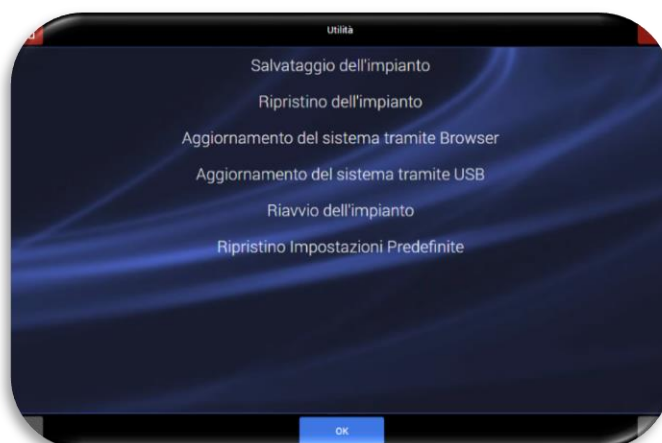 Utilità
Salvataggio dell'impianto
Ripristino dell'impianto
Aggiornamento del sistema tramite Browser
Aggiornamento del sistema tramite USB
Riavvio dell'impianto
Ripristino Impostazioni Predefinite
OK